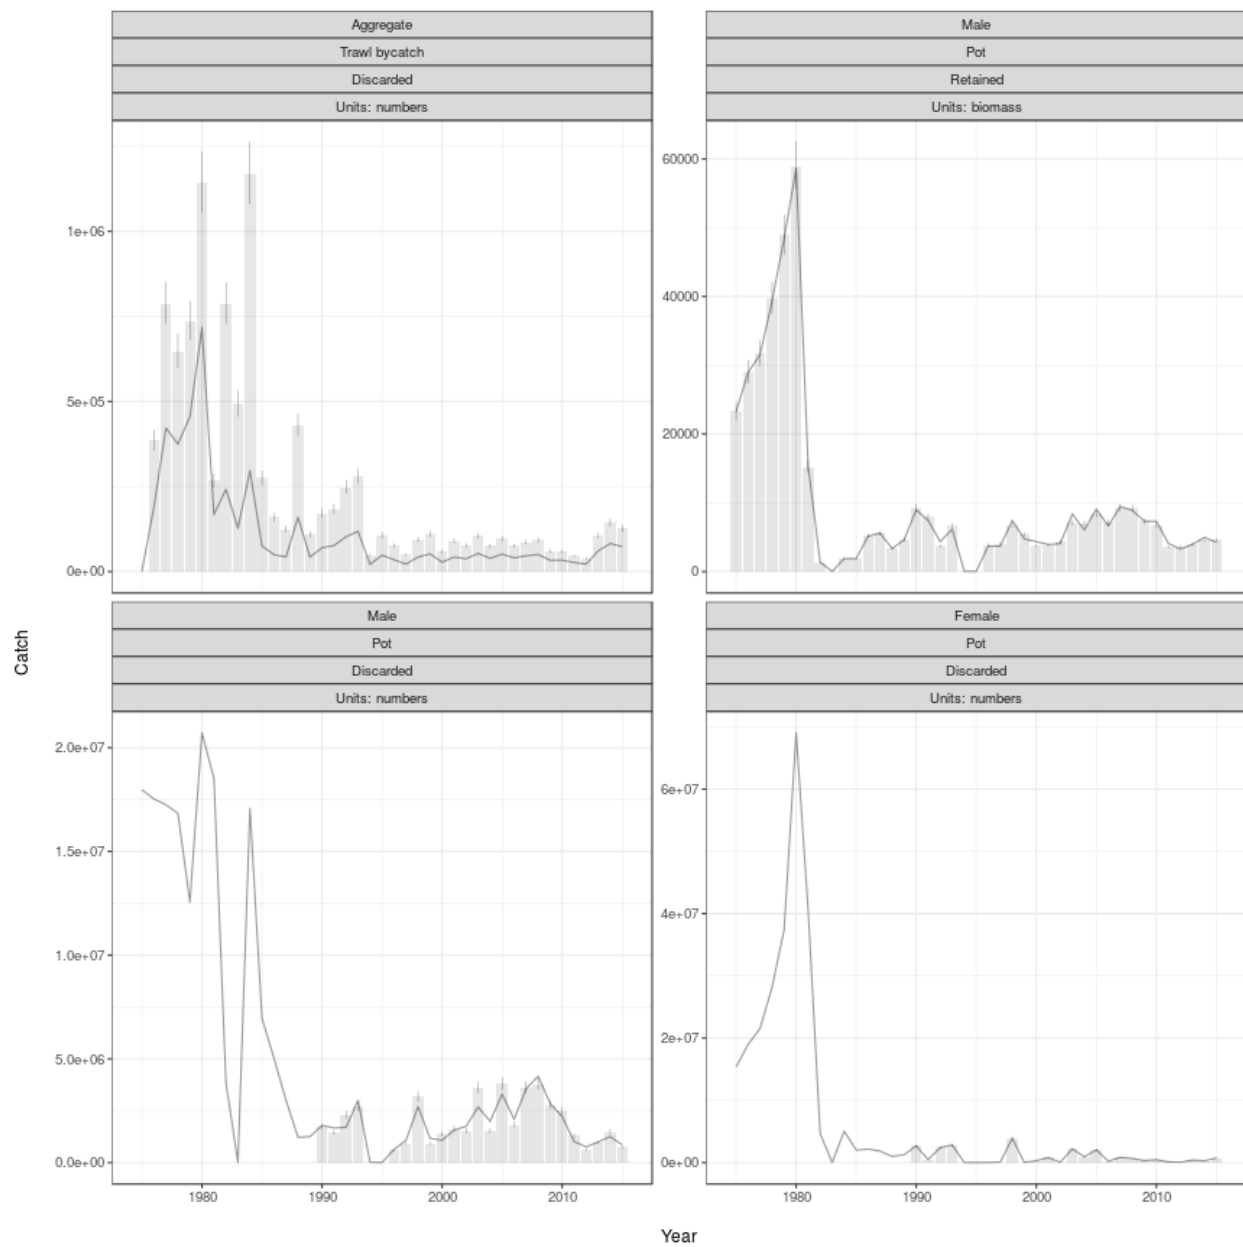 Aggregate
Trawl bycatch
Discarded
Units: numbers
Male
Pot
Retained
Units: biomass
1e+06
5e+05
0e+00
60000
40000
20000
0
Male
Pot
Discarded
Units: numbers
Female
Pot
Discarded
Units: numbers
2.0e+07
1.5e+07
1.0e+07
5.0e+06
0.0e+00
6e+07
4e+07
2e+07
0e+00
1980 1990 2000 2010
1980 1990 2000 2010
Catch
Year